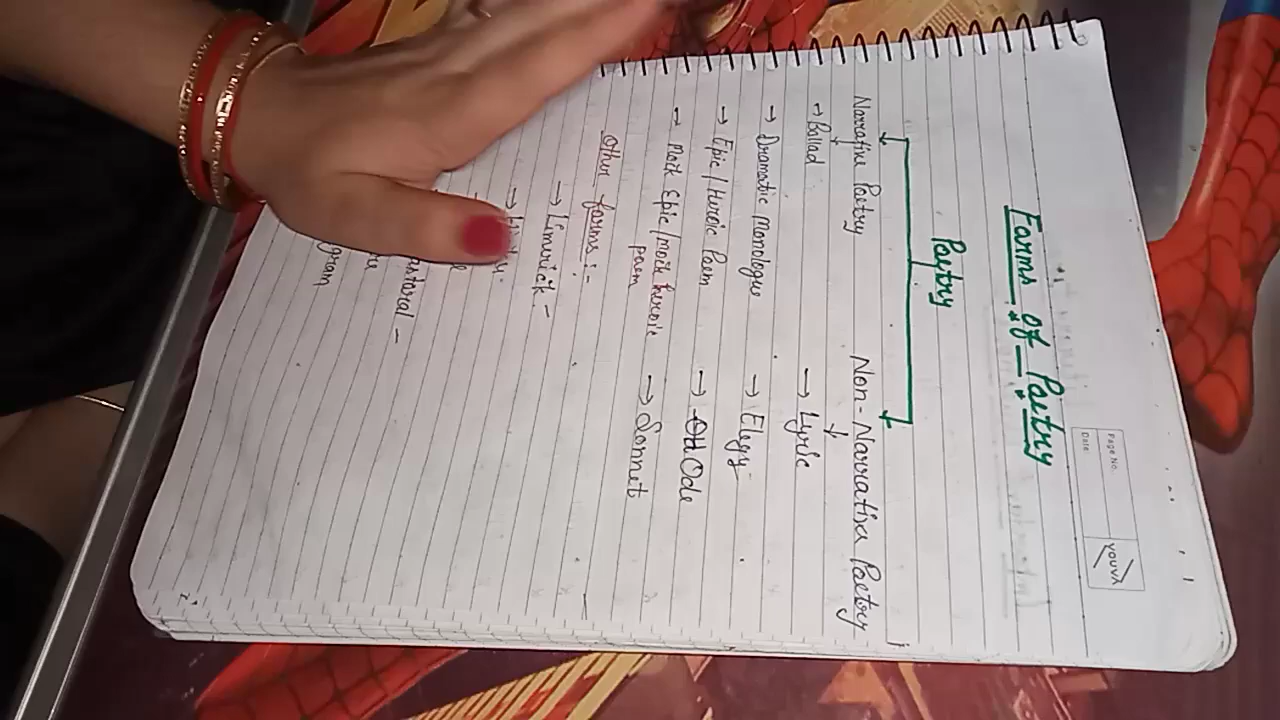 Page No.
Date:
YOUVA
Forms of Poetry
Poetry
Narrative Poetry
→ Ballad
→ Dramatic Monologue
→ Epic / Heroic Poem
→ Mock Epic / mock heroic poem
Non-Narrative Poetry
→ Lyric
→ Elegy
→ OH Ode
→ Sonnet
Other forms :-
→ Limerick -